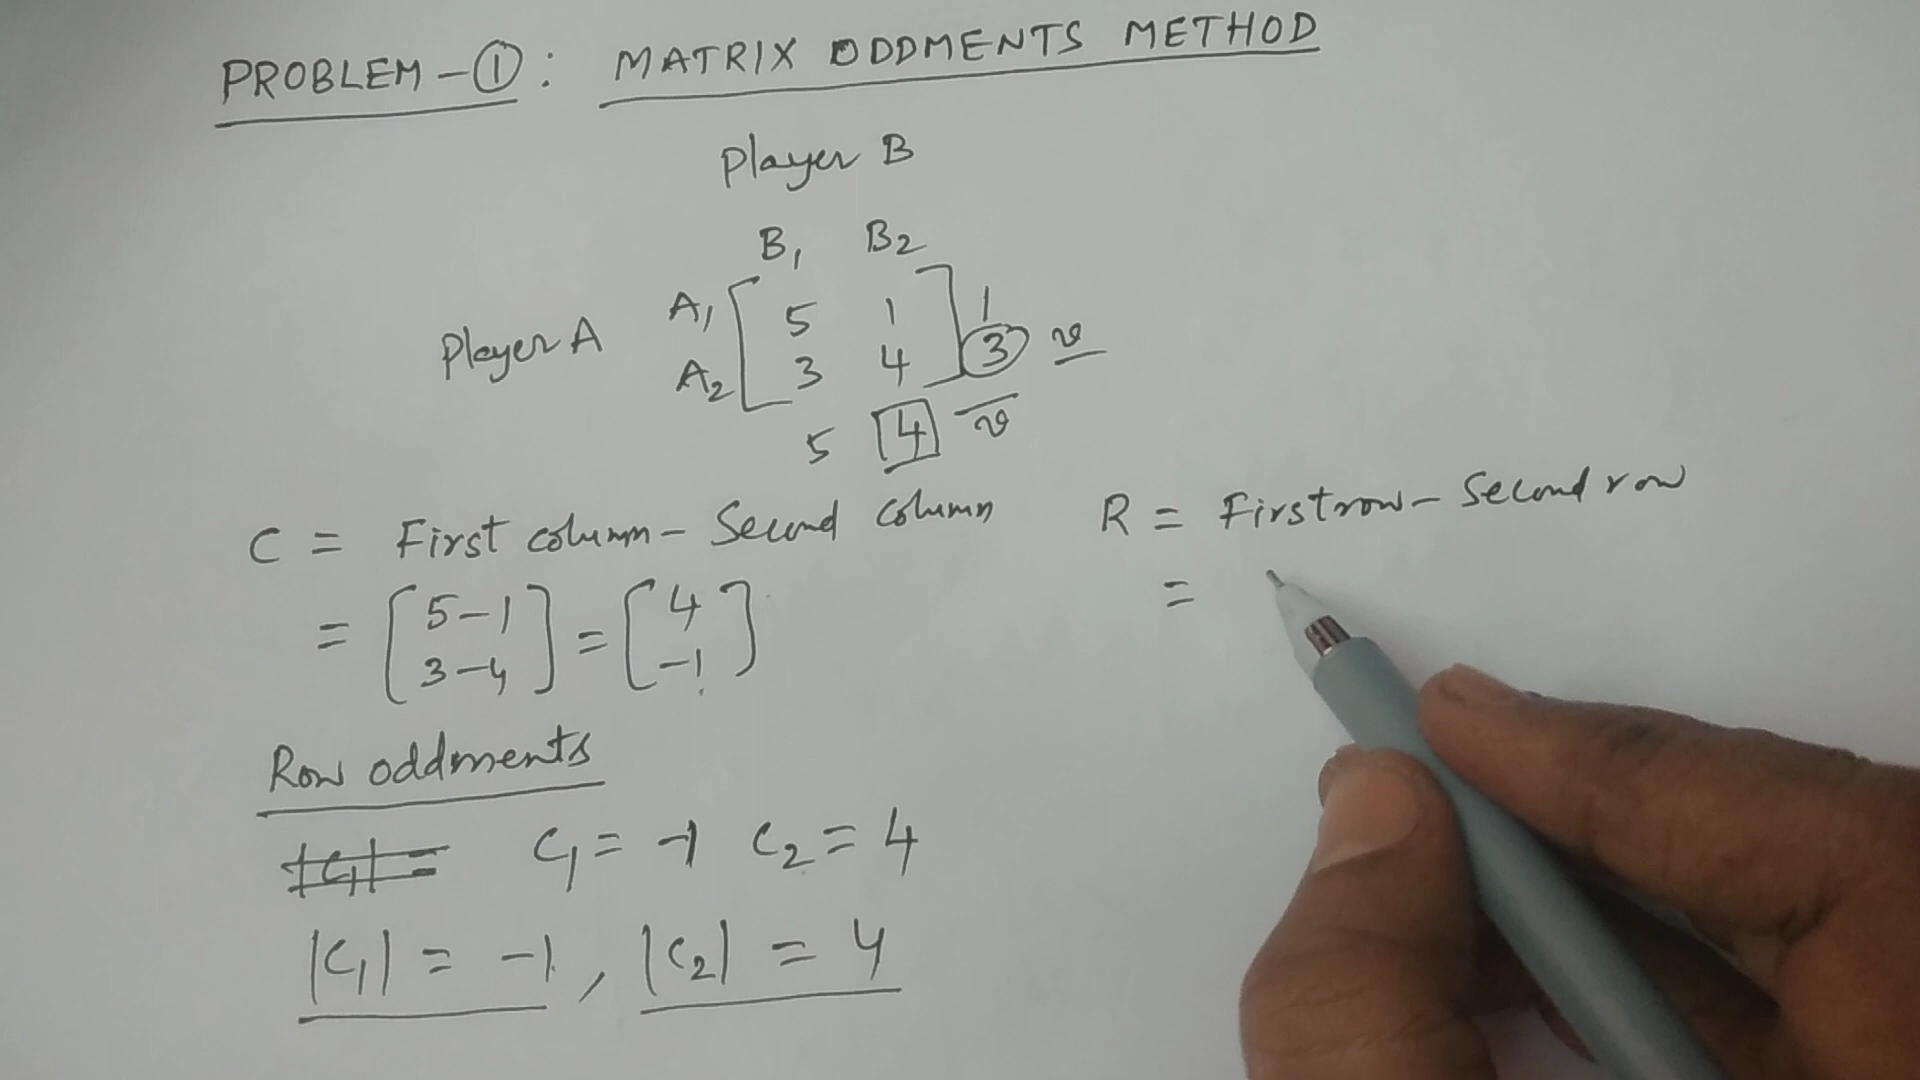 PROBLEM - ① : MATRIX ODDMENTS METHOD
Player B
B1 B2
Player A A1 [ 5 1 ] 1
A2 [ 3 4 ] ③ v
5 4 v̅
C = First column - Second column
= [ 5-1 3-4 ] = [ 4 -1 ]
Row oddments
|C1| = C1 = -1 C2 = 4
|C1| = -1, |C2| = 4
R = First row - Second row
=